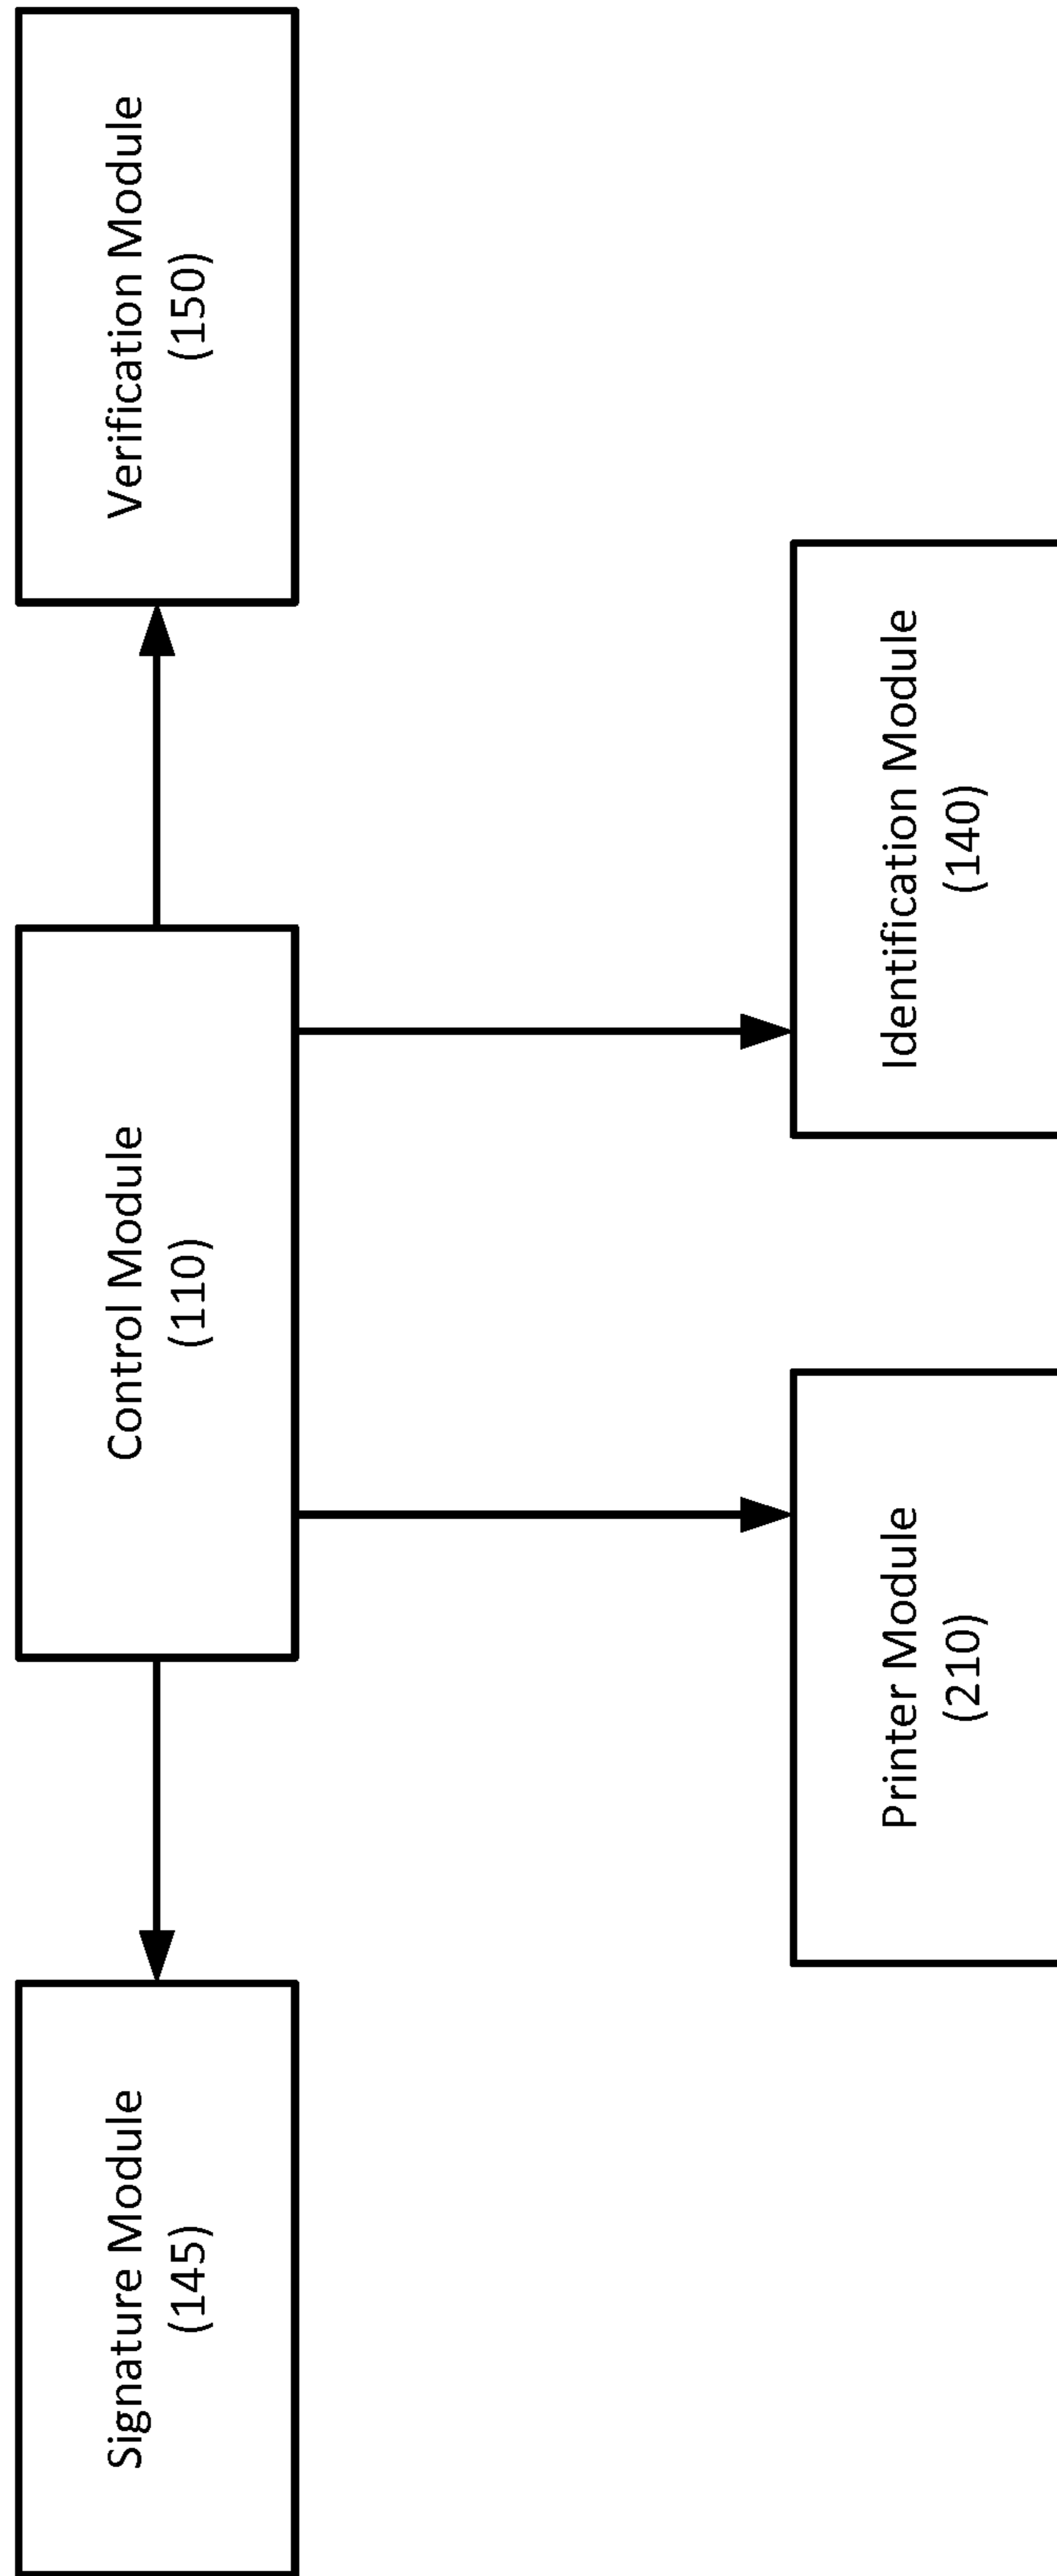 Signature Module
(145)
Control Module
(110)
Verification Module
(150)
Printer Module
(210)
Identification Module
(140)